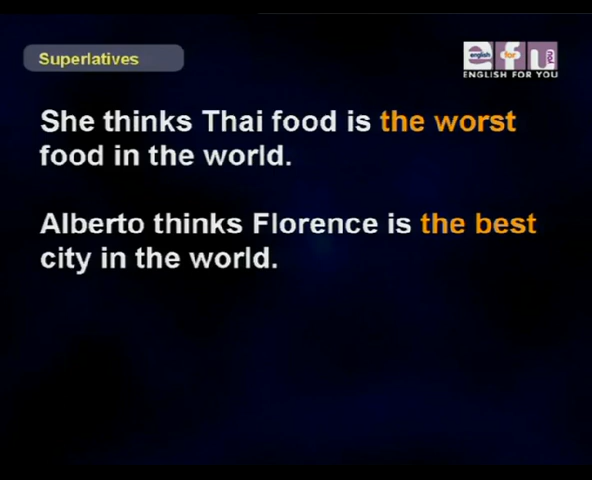 Superlatives
english for you
ENGLISH FOR YOU
She thinks Thai food is the worst
food in the world.
Alberto thinks Florence is the best
city in the world.